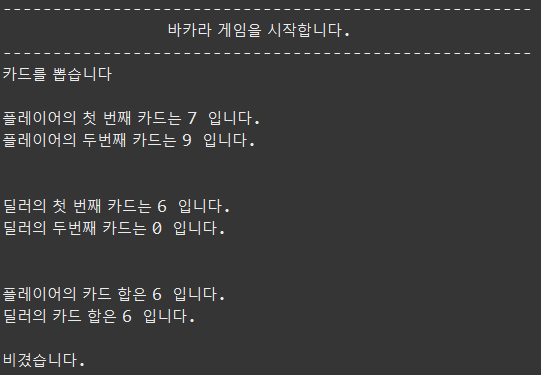 -----------------------------------------------------
바카라 게임을 시작합니다.
-----------------------------------------------------
카드를 뽑습니다
플레이어의 첫 번째 카드는 7 입니다.
플레이어의 두번째 카드는 9 입니다.
딜러의 첫 번째 카드는 6 입니다.
딜러의 두번째 카드는 0 입니다.
플레이어의 카드 합은 6 입니다.
딜러의 카드 합은 6 입니다.
비겼습니다.